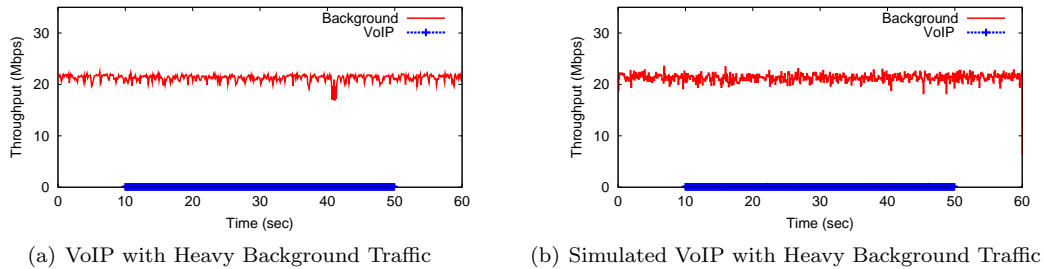 Throughput (Mbps)
30
20
10
0
Background
VoIP
0 10 20 30 40 50 60
Time (sec)
(a) VoIP with Heavy Background Traffic
Throughput (Mbps)
30
20
10
0
Background
VoIP
0 10 20 30 40 50 60
Time (sec)
(b) Simulated VoIP with Heavy Background Traffic